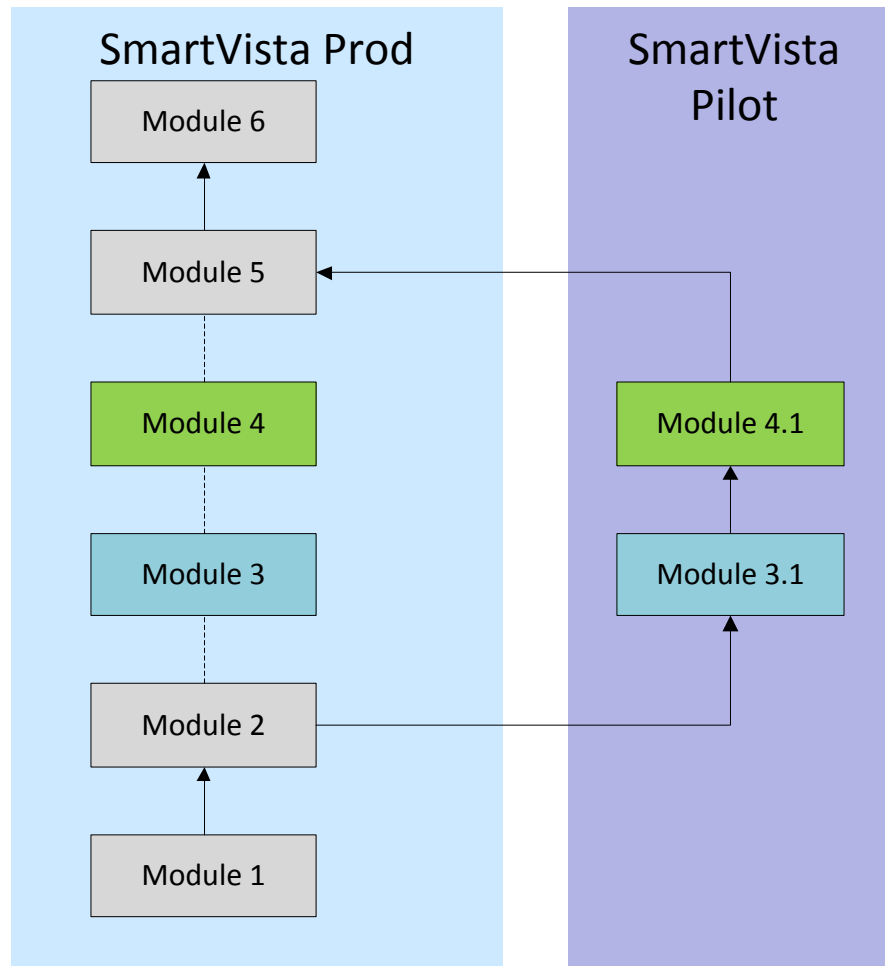 SmartVista Prod
Module 6
Module 5
Module 4
Module 3
Module 2
Module 1
SmartVista
Pilot
Module 4.1
Module 3.1